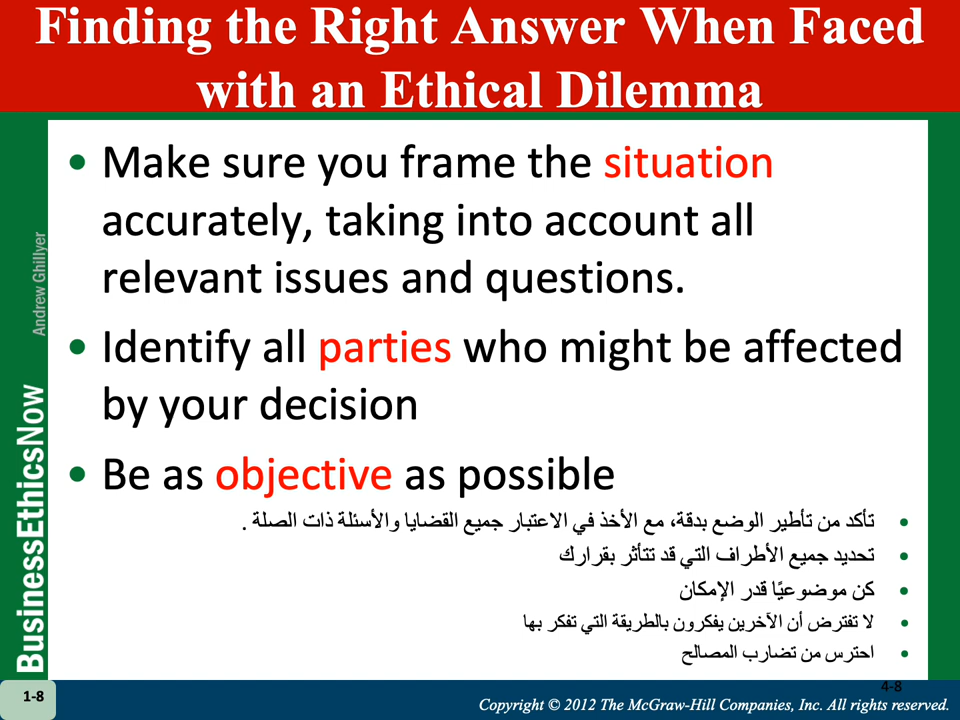 Finding the Right Answer When Faced
with an Ethical Dilemma
• Make sure you frame the situation
accurately, taking into account all
relevant issues and questions.
• Identify all parties who might be affected
by your decision
• Be as objective as possible
• تأكد من تأطير الوضع بدقة، مع الأخذ في الاعتبار جميع القضايا والأسئلة ذات الصلة .
• تحديد جميع الأطراف التي قد تتأثر بقرارك
• كن موضوعيًا قدر الإمكان
• لا تفترض أن الآخرين يفكرون بالطريقة التي تفكر بها
• احترس من تضارب المصالح
Andrew Ghillyer
BusinessEthicsNow
1-8
4-8
Copyright © 2012 The McGraw-Hill Companies, Inc. All rights reserved.